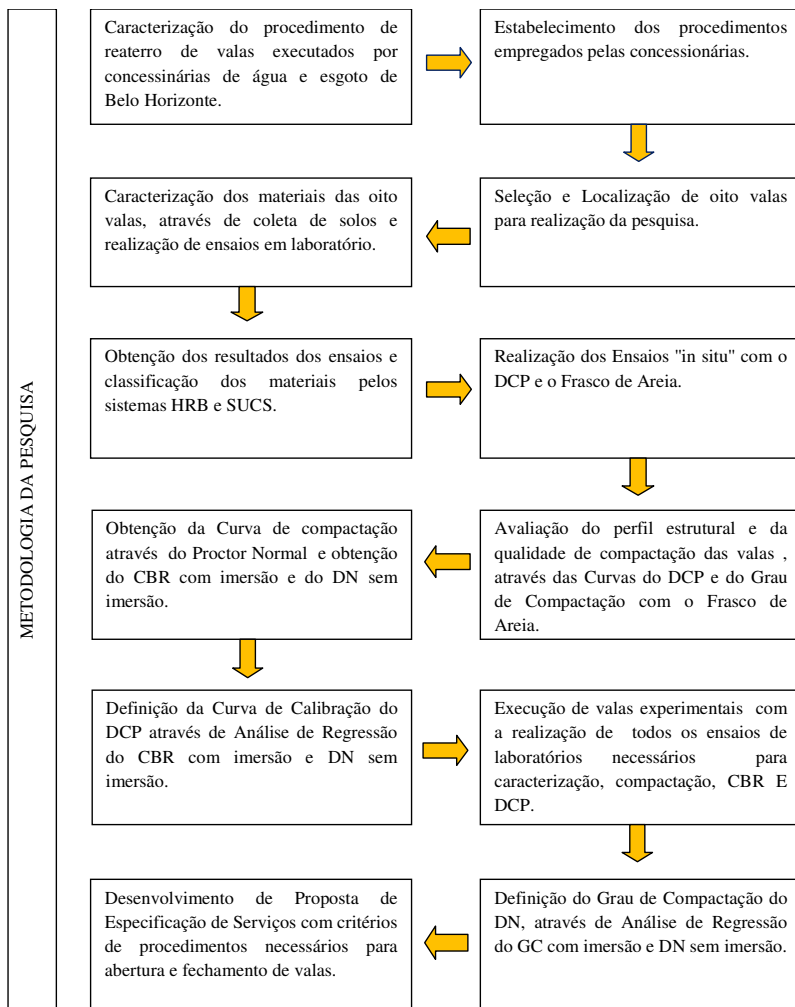 METODOLOGIA DA PESQUISA
Caracterização do procedimento de
reaterro de valas executados por
concessinárias de água e esgoto de
Belo Horizonte.
Estabelecimento dos procedimentos
empregados pelas concessionárias.
Seleção e Localização de oito valas
para realização da pesquisa.
Caracterização dos materiais das oito
valas, através de coleta de solos e
realização de ensaios em laboratório.
Obtenção dos resultados dos ensaios e
classificação dos materiais pelos
sistemas HRB e SUCS.
Realização dos Ensaios "in situ" com o
DCP e o Frasco de Areia.
Avaliação do perfil estrutural e da
qualidade de compactação das valas ,
através das Curvas do DCP e do Grau
de Compactação com o Frasco de
Areia.
Obtenção da Curva de compactação
através do Proctor Normal e obtenção
do CBR com imersão e do DN sem
imersão.
Definição da Curva de Calibração do
DCP através de Análise de Regressão
do CBR com imersão e DN sem
imersão.
Execução de valas experimentais com
a realização de todos os ensaios de
laboratórios necessários para
caracterização, compactação, CBR E
DCP.
Definição do Grau de Compactação do
DN, através de Análise de Regressão
do GC com imersão e DN sem imersão.
Desenvolvimento de Proposta de
Especificação de Serviços com critérios
de procedimentos necessários para
abertura e fechamento de valas.